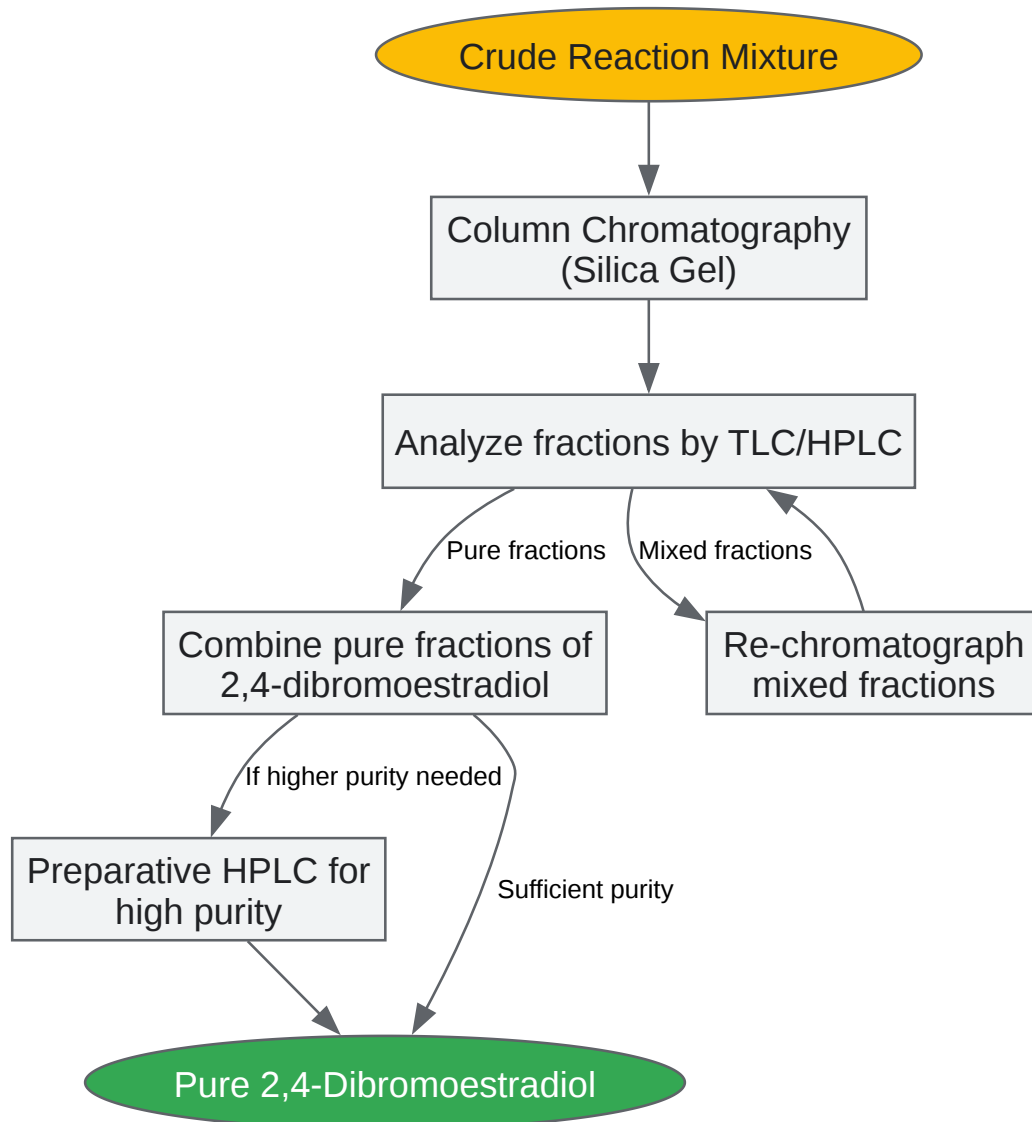 Crude Reaction Mixture
Column Chromatography
(Silica Gel)
Analyze fractions by TLC/HPLC
Pure fractions
Mixed fractions
Combine pure fractions of
2,4-dibromoestradiol
Re-chromatograph
mixed fractions
If higher purity needed
Preparative HPLC for
high purity
Sufficient purity
Pure 2,4-Dibromoestradiol